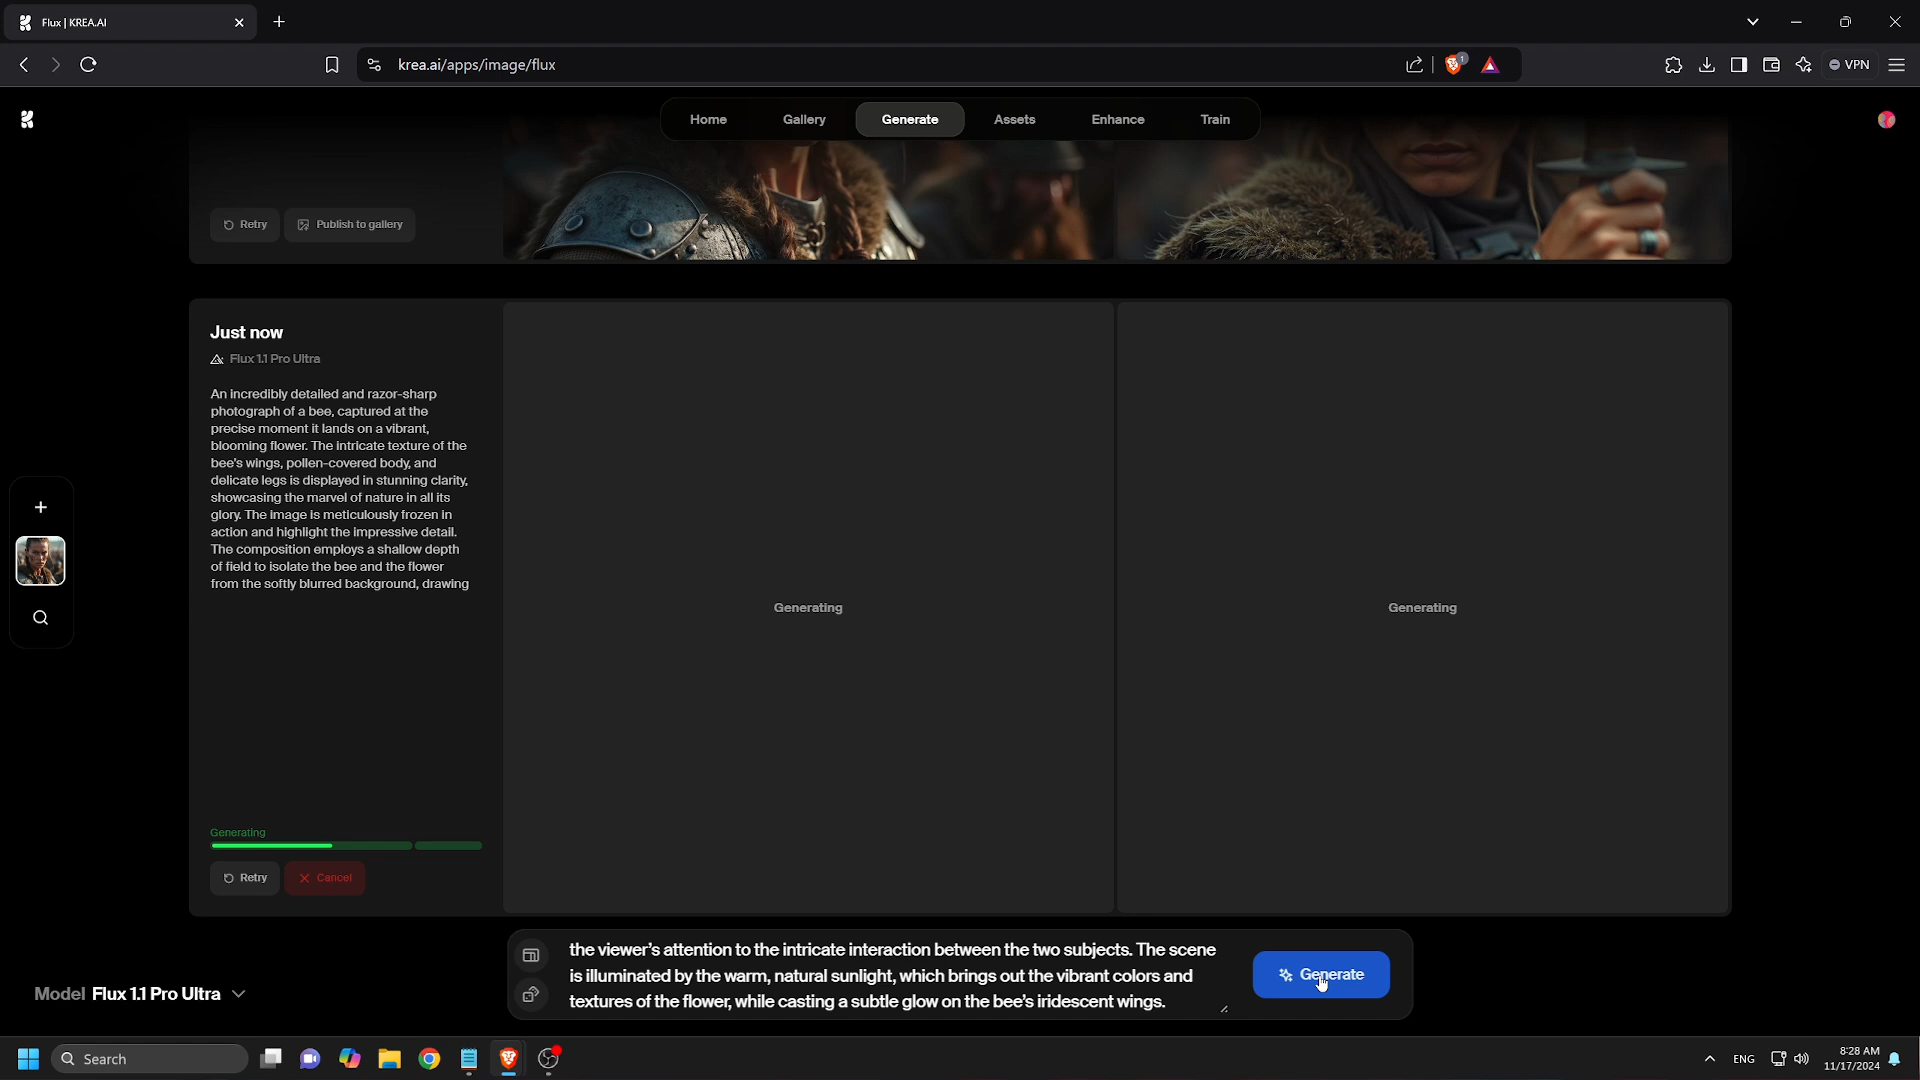 Flux | KREA.AI
krea.ai/apps/image/flux
1
VPN
Home
Gallery
Generate
Assets
Enhance
Train
Retry
Publish to gallery
Just now
Flux 1.1 Pro Ultra
An incredibly detailed and razor-sharp
photograph of a bee, captured at the
precise moment it lands on a vibrant,
blooming flower. The intricate texture of the
bee's wings, pollen-covered body, and
delicate legs is displayed in stunning clarity,
showcasing the marvel of nature in all its
glory. The image is meticulously frozen in
action and highlight the impressive detail.
The composition employs a shallow depth
of field to isolate the bee and the flower
from the softly blurred background, drawing
Generating
Generating
Generating
Retry
Cancel
the viewer's attention to the intricate interaction between the two subjects. The scene
is illuminated by the warm, natural sunlight, which brings out the vibrant colors and
textures of the flower, while casting a subtle glow on the bee's iridescent wings.
Generate
Model Flux 1.1 Pro Ultra
Search
ENG
8:28 AM
11/17/2024